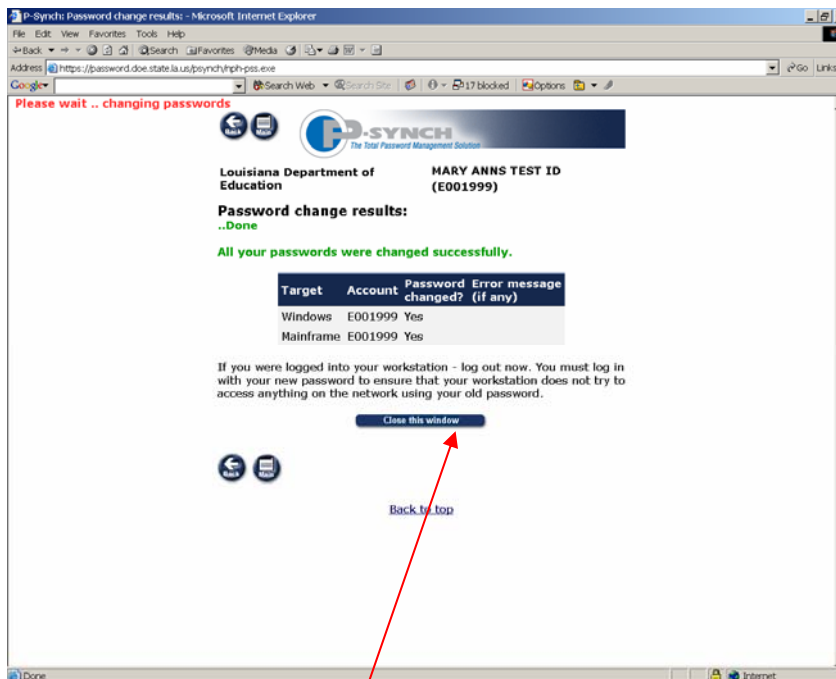 P-Synch: Password change results: - Microsoft Internet Explorer
File Edit View Favorites Tools Help
Back Search Favorites Media
Address https://password.doe.state.la.us/psynch/nph-pss.exe Go Links
Google Search Web Search Site 17 blocked Options
Please wait .. changing passwords
Back Main P-SYNCH
The Total Password Management Solution
Louisiana Department of MARY ANNS TEST ID
Education (E001999)
Password change results:
..Done
All your passwords were changed successfully.
Target Account Password changed? Error message (if any)
Windows E001999 Yes
Mainframe E001999 Yes
If you were logged into your workstation - log out now. You must log in
with your new password to ensure that your workstation does not try to
access anything on the network using your old password.
Close this window
Back Main
Back to top
Done Internet